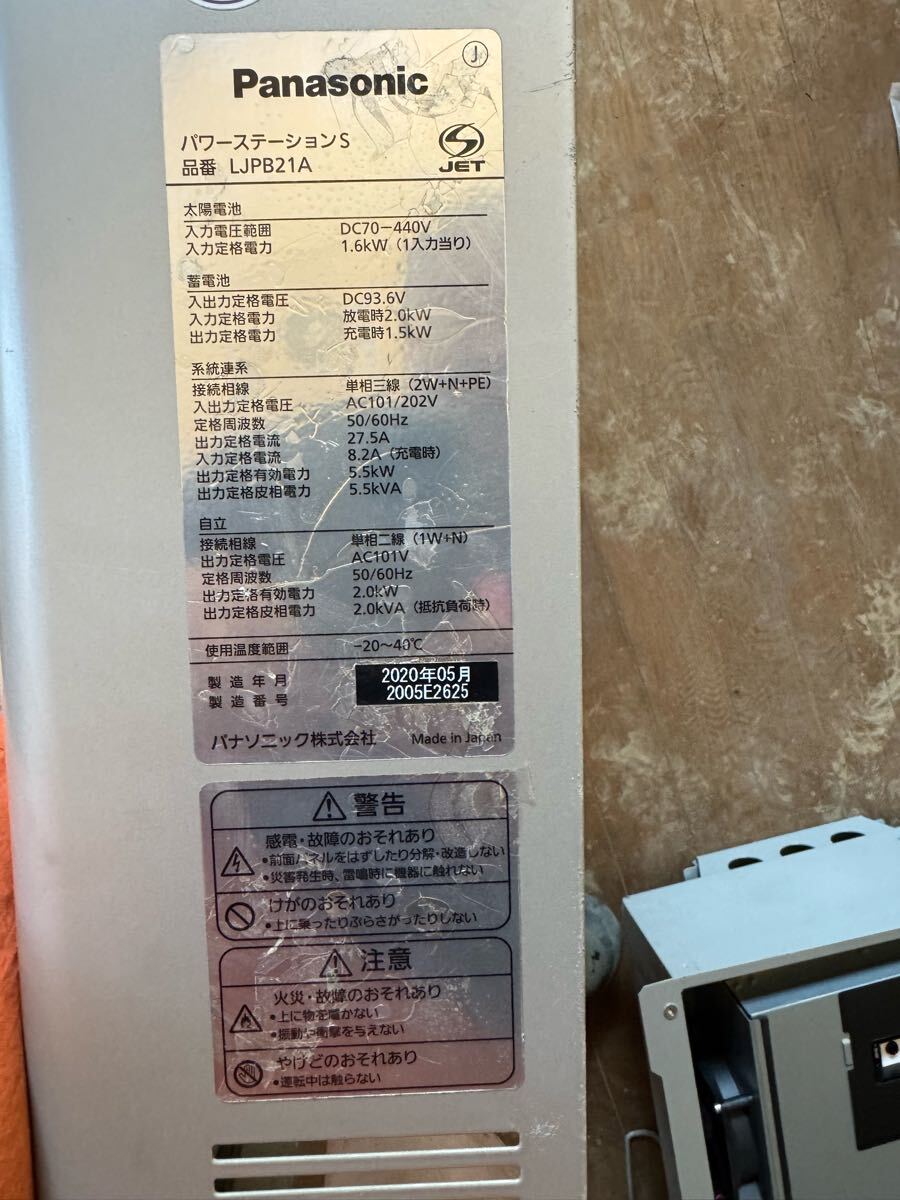 J
Panasonic
パワーステーションS
品番 LJPB21A
JET
太陽電池
入力電圧範囲 DC70-440V
入力定格電力 1.6kW（1入力当り）
蓄電池
入出力定格電圧 DC93.6V
入力定格電力 放電時2.0kW
出力定格電力 充電時1.5kW
系統連系
接続相線 単相三線（2W+N+PE）
入出力定格電圧 AC101/202V
定格周波数 50/60Hz
出力定格電流 27.5A
入力定格電流 8.2A（充電時）
出力定格有効電力 5.5kW
出力定格皮相電力 5.5kVA
自立
接続相線 単相二線（1W+N）
出力定格電圧 AC101V
定格周波数 50/60Hz
出力定格有効電力 2.0kW
出力定格皮相電力 2.0kVA（抵抗負荷時）
使用温度範囲 -20～40℃
製造年月 2020年05月
製造番号 2005E2625
パナソニック株式会社 Made in Japan
警告
感電・故障のおそれあり
•前面パネルをはずしたり分解・改造しない
•災害発生時、雷鳴時に機器に触れない
けがのおそれあり
•上に乗ったりぶらさがったりしない
注意
火災・故障のおそれあり
•上に物を置かない
•振動や衝撃を与えない
やけどのおそれあり
•運転中は触らない